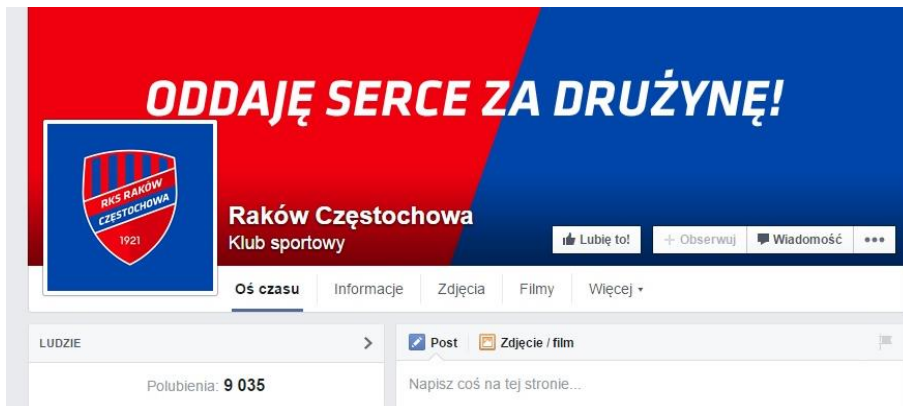 ODDAJĘ SERCE ZA DRUŻYNĘ!
RKS RAKÓW
CZĘSTOCHOWA
1921
Raków Częstochowa
Klub sportowy
Lubię to!
+ Obserwuj
Wiadomość
•••
Oś czasu
Informacje
Zdjęcia
Filmy
Więcej
LUDZIE
Post
Zdjęcie / film
Polubienia: 9 035
Napisz coś na tej stronie...